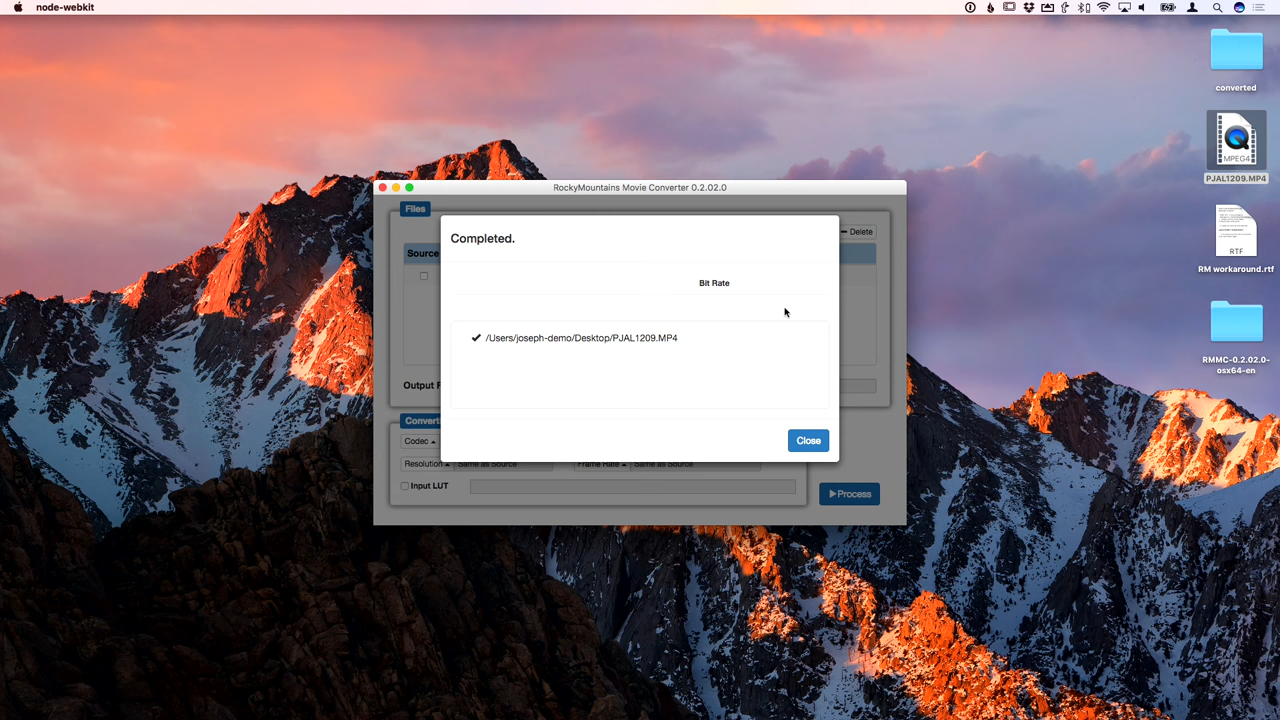 node-webkit
converted
MPEG4
PJAL1209.MP4
RTF
RM workaround.rtf
RMMC-0.2.02.0-
osx64-en
RockyMountains Movie Converter 0.2.02.0
Files
Delete
Source
Completed.
Bit Rate
/Users/joseph-demo/Desktop/PJAL1209.MP4
Output F
Close
Convert
Codec
Resolution Same as Source Frame Rate Same as Source
Input LUT
Process